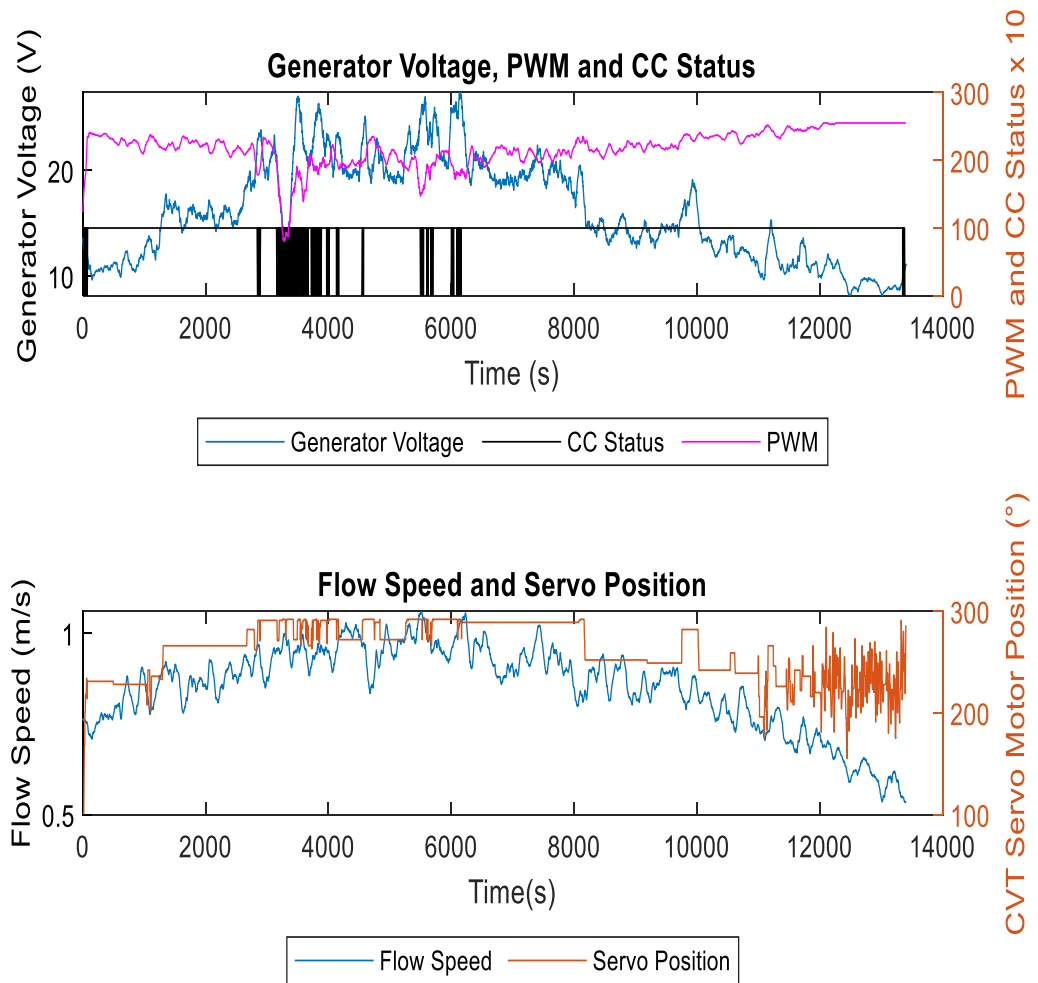 Generator Voltage, PWM and CC Status
Generator Voltage (V)
20
10
PWM and CC Status x 10
300
200
100
0
0 2000 4000 6000 8000 10000 12000 14000
Time (s)
Generator Voltage CC Status PWM
Flow Speed and Servo Position
Flow Speed (m/s)
1
0.5
CVT Servo Motor Position (°)
300
200
100
0 2000 4000 6000 8000 10000 12000 14000
Time(s)
Flow Speed Servo Position